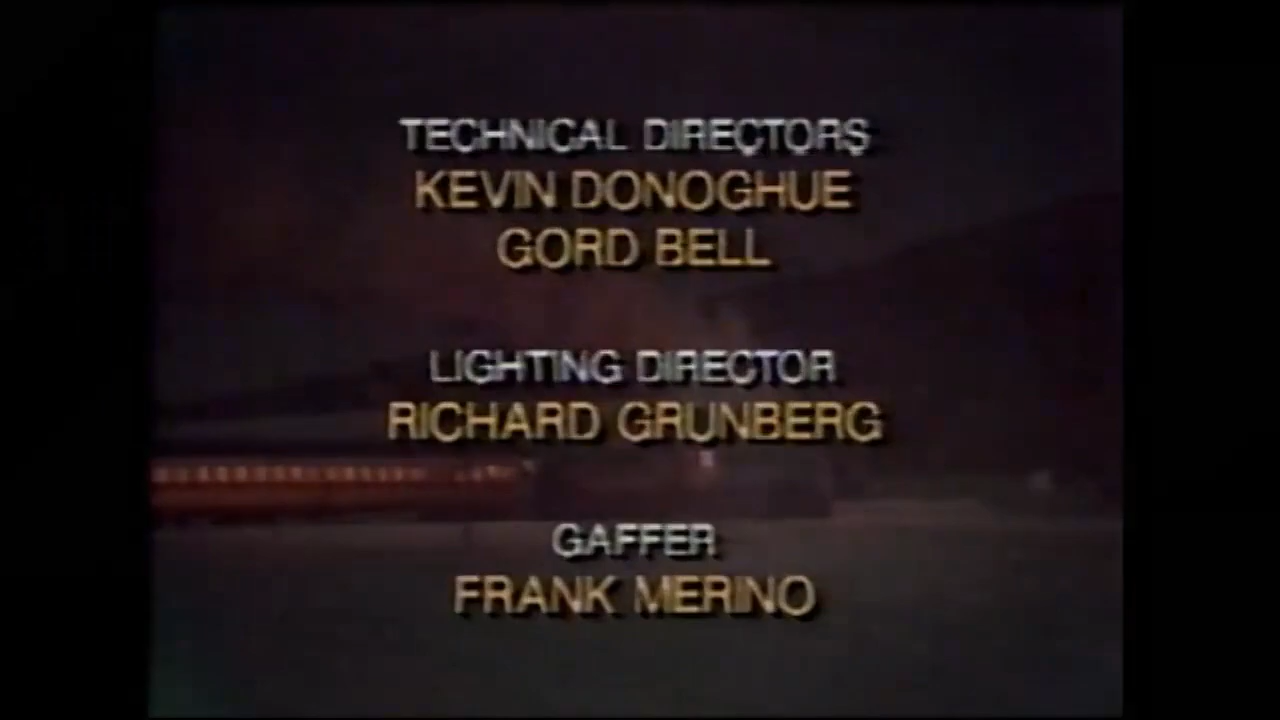 TECHNICAL DIRECTORS
KEVIN DONOGHUE
GORD BELL
LIGHTING DIRECTOR
RICHARD GRUNBERG
GAFFER
FRANK MERINO